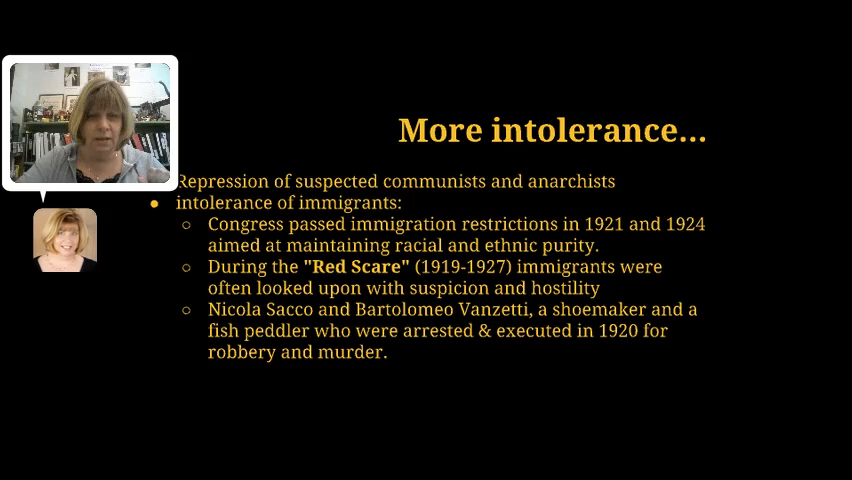 More intolerance...
Repression of suspected communists and anarchists
● intolerance of immigrants:
○ Congress passed immigration restrictions in 1921 and 1924
aimed at maintaining racial and ethnic purity.
○ During the "Red Scare" (1919-1927) immigrants were
often looked upon with suspicion and hostility
○ Nicola Sacco and Bartolomeo Vanzetti, a shoemaker and a
fish peddler who were arrested & executed in 1920 for
robbery and murder.